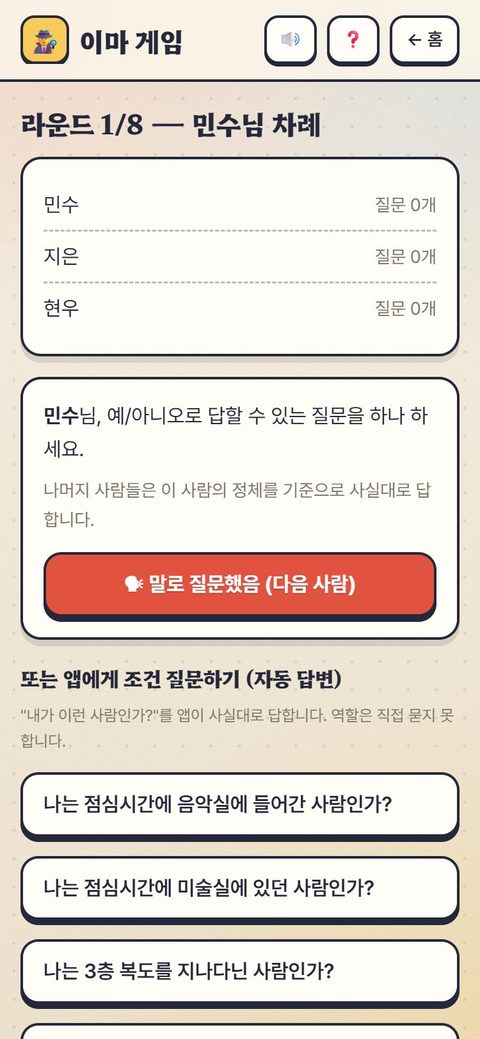 이마 게임
← 홈
라운드 1/8 — 민수님 차례
민수 질문 0개
지은 질문 0개
현우 질문 0개
민수님, 예/아니오로 답할 수 있는 질문을 하나 하
세요.
나머지 사람들은 이 사람의 정체를 기준으로 사실대로 답
합니다.
🗣 말로 질문했음 (다음 사람)
또는 앱에게 조건 질문하기 (자동 답변)
"내가 이런 사람인가?"를 앱이 사실대로 답합니다. 역할은 직접 묻지 못
합니다.
나는 점심시간에 음악실에 들어간 사람인가?
나는 점심시간에 미술실에 있던 사람인가?
나는 3층 복도를 지나다닌 사람인가?